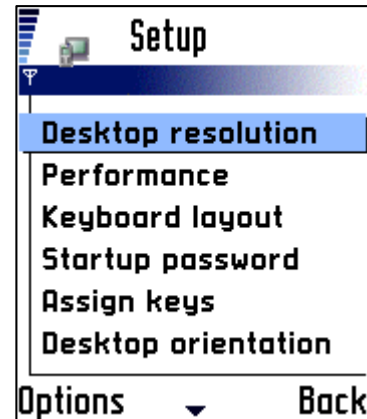 Setup
Desktop resolution
Performance
Keyboard layout
Startup password
Assign keys
Desktop orientation
Options Back